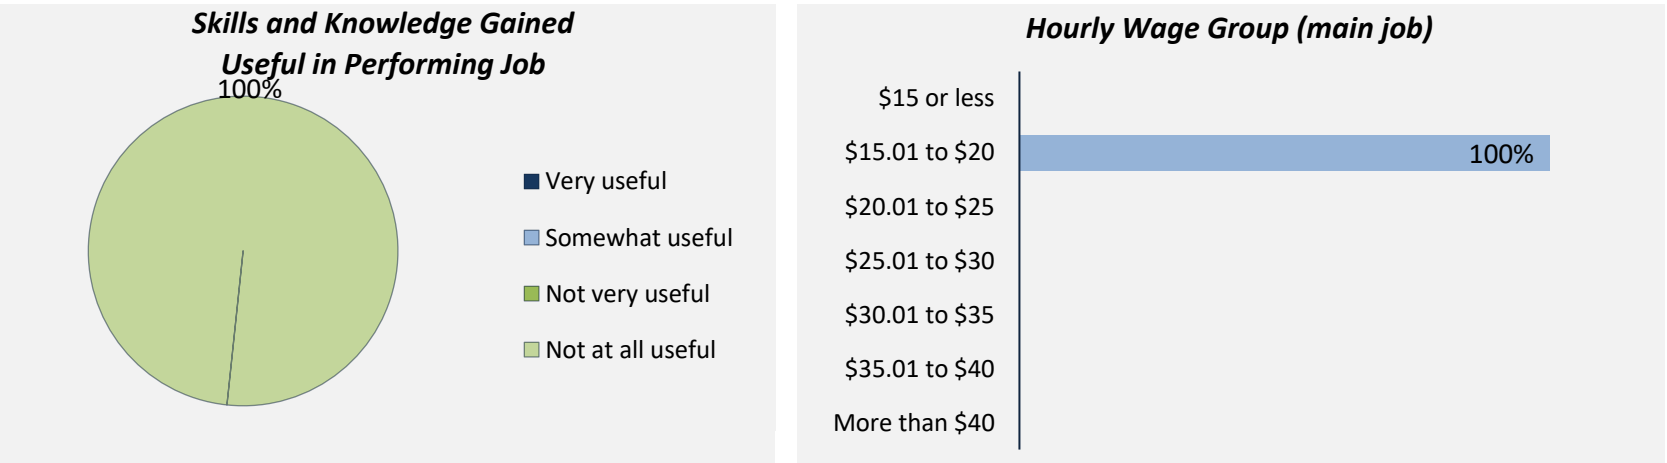 Skills and Knowledge Gained
Useful in Performing Job
100%
Very useful
Somewhat useful
Not very useful
Not at all useful
Hourly Wage Group (main job)
$15 or less
$15.01 to $20
100%
$20.01 to $25
$25.01 to $30
$30.01 to $35
$35.01 to $40
More than $40